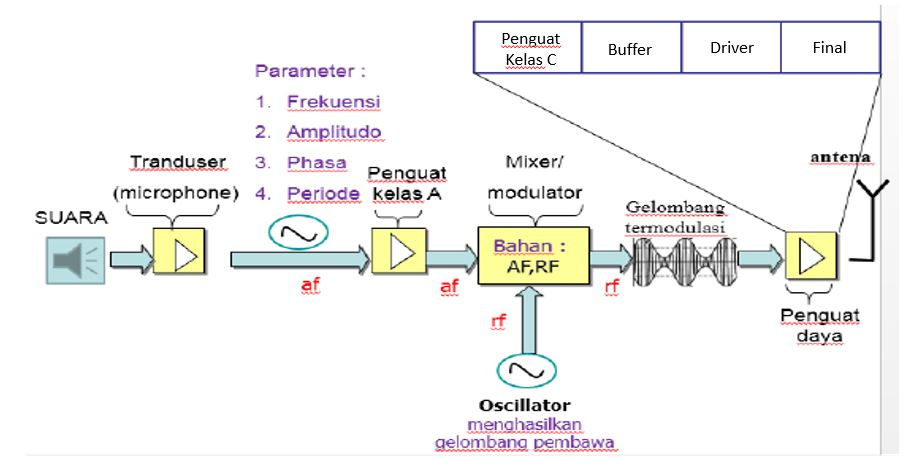 Penguat
Kelas C
Buffer
Driver
Final
Parameter :
1. Frekuensi
2. Amplitudo
3. Phasa
4. Periode
Tranduser
(microphone)
SUARA
af
Penguat
kelas A
af
Mixer/
modulator
Bahan :
AF,RF
rf
Oscillator
menghasilkan
gelombang pembawa
rf
Gelombang
termodulasi
Penguat
daya
antena